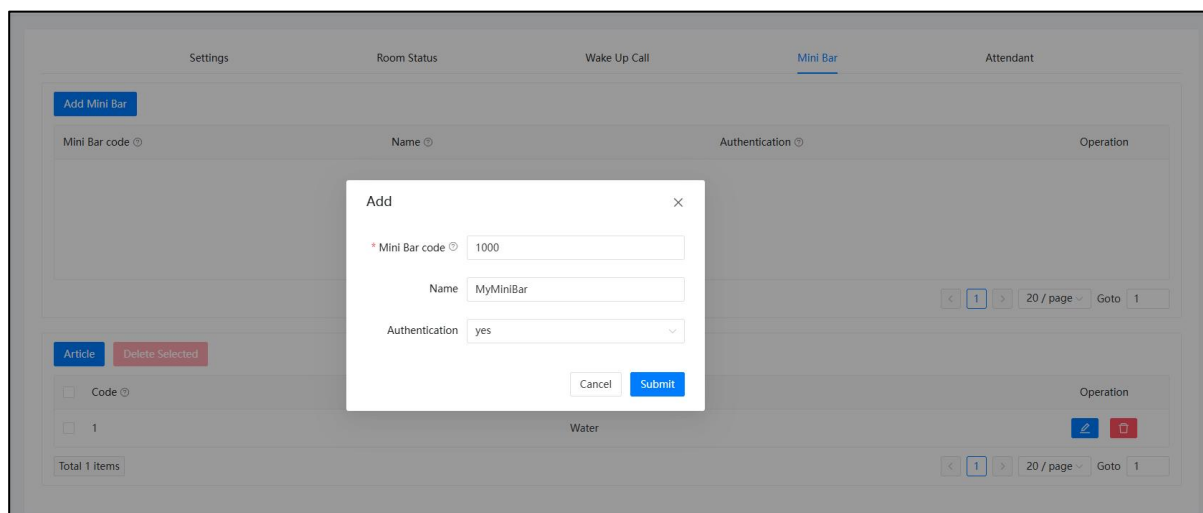 Settings Room Status Wake Up Call Mini Bar Attendant
Add Mini Bar
Mini Bar code Name Authentication Operation
Add
* Mini Bar code 1000
Name MyMiniBar
Authentication yes
Cancel Submit
< 1 > 20 / page Goto 1
Article Delete Selected
Code Operation
1 Water
Total 1 items < 1 > 20 / page Goto 1